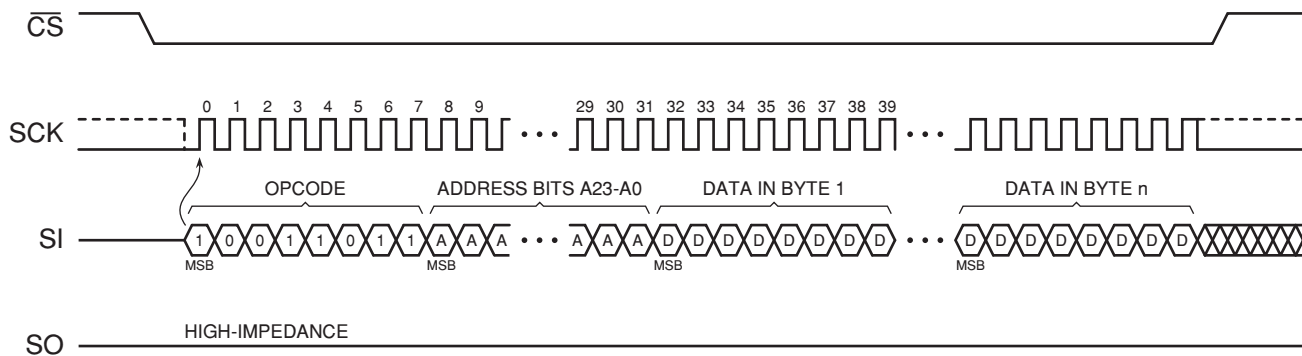 CS
0 1 2 3 4 5 6 7 8 9 29 30 31 32 33 34 35 36 37 38 39
SCK
OPCODE ADDRESS BITS A23-A0 DATA IN BYTE 1 DATA IN BYTE n
SI 1 0 0 1 1 0 1 1 A A A A A A D D D D D D D D D D D D D D D D
MSB MSB MSB MSB
HIGH-IMPEDANCE
SO